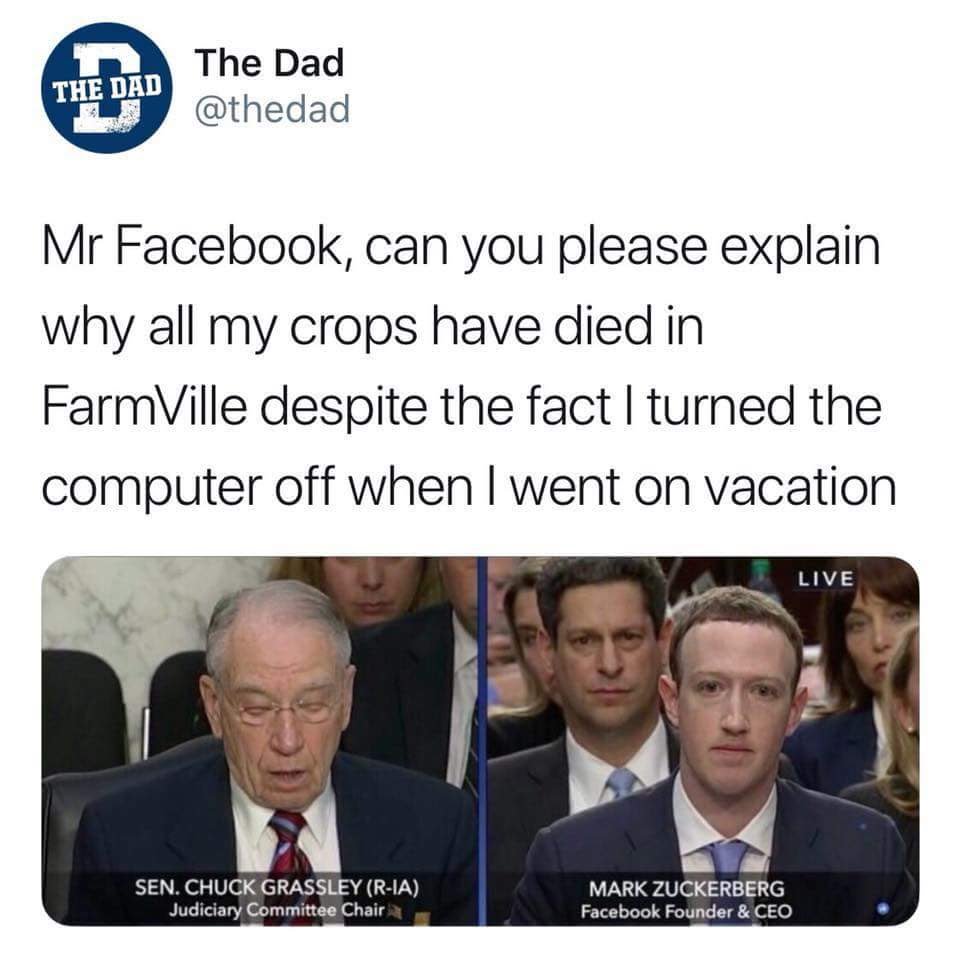 THE DAD
The Dad
@thedad
Mr Facebook, can you please explain
why all my crops have died in
FarmVille despite the fact I turned the
computer off when I went on vacation
LIVE
SEN. CHUCK GRASSLEY (R-IA)
Judiciary Committee Chair
MARK ZUCKERBERG
Facebook Founder & CEO